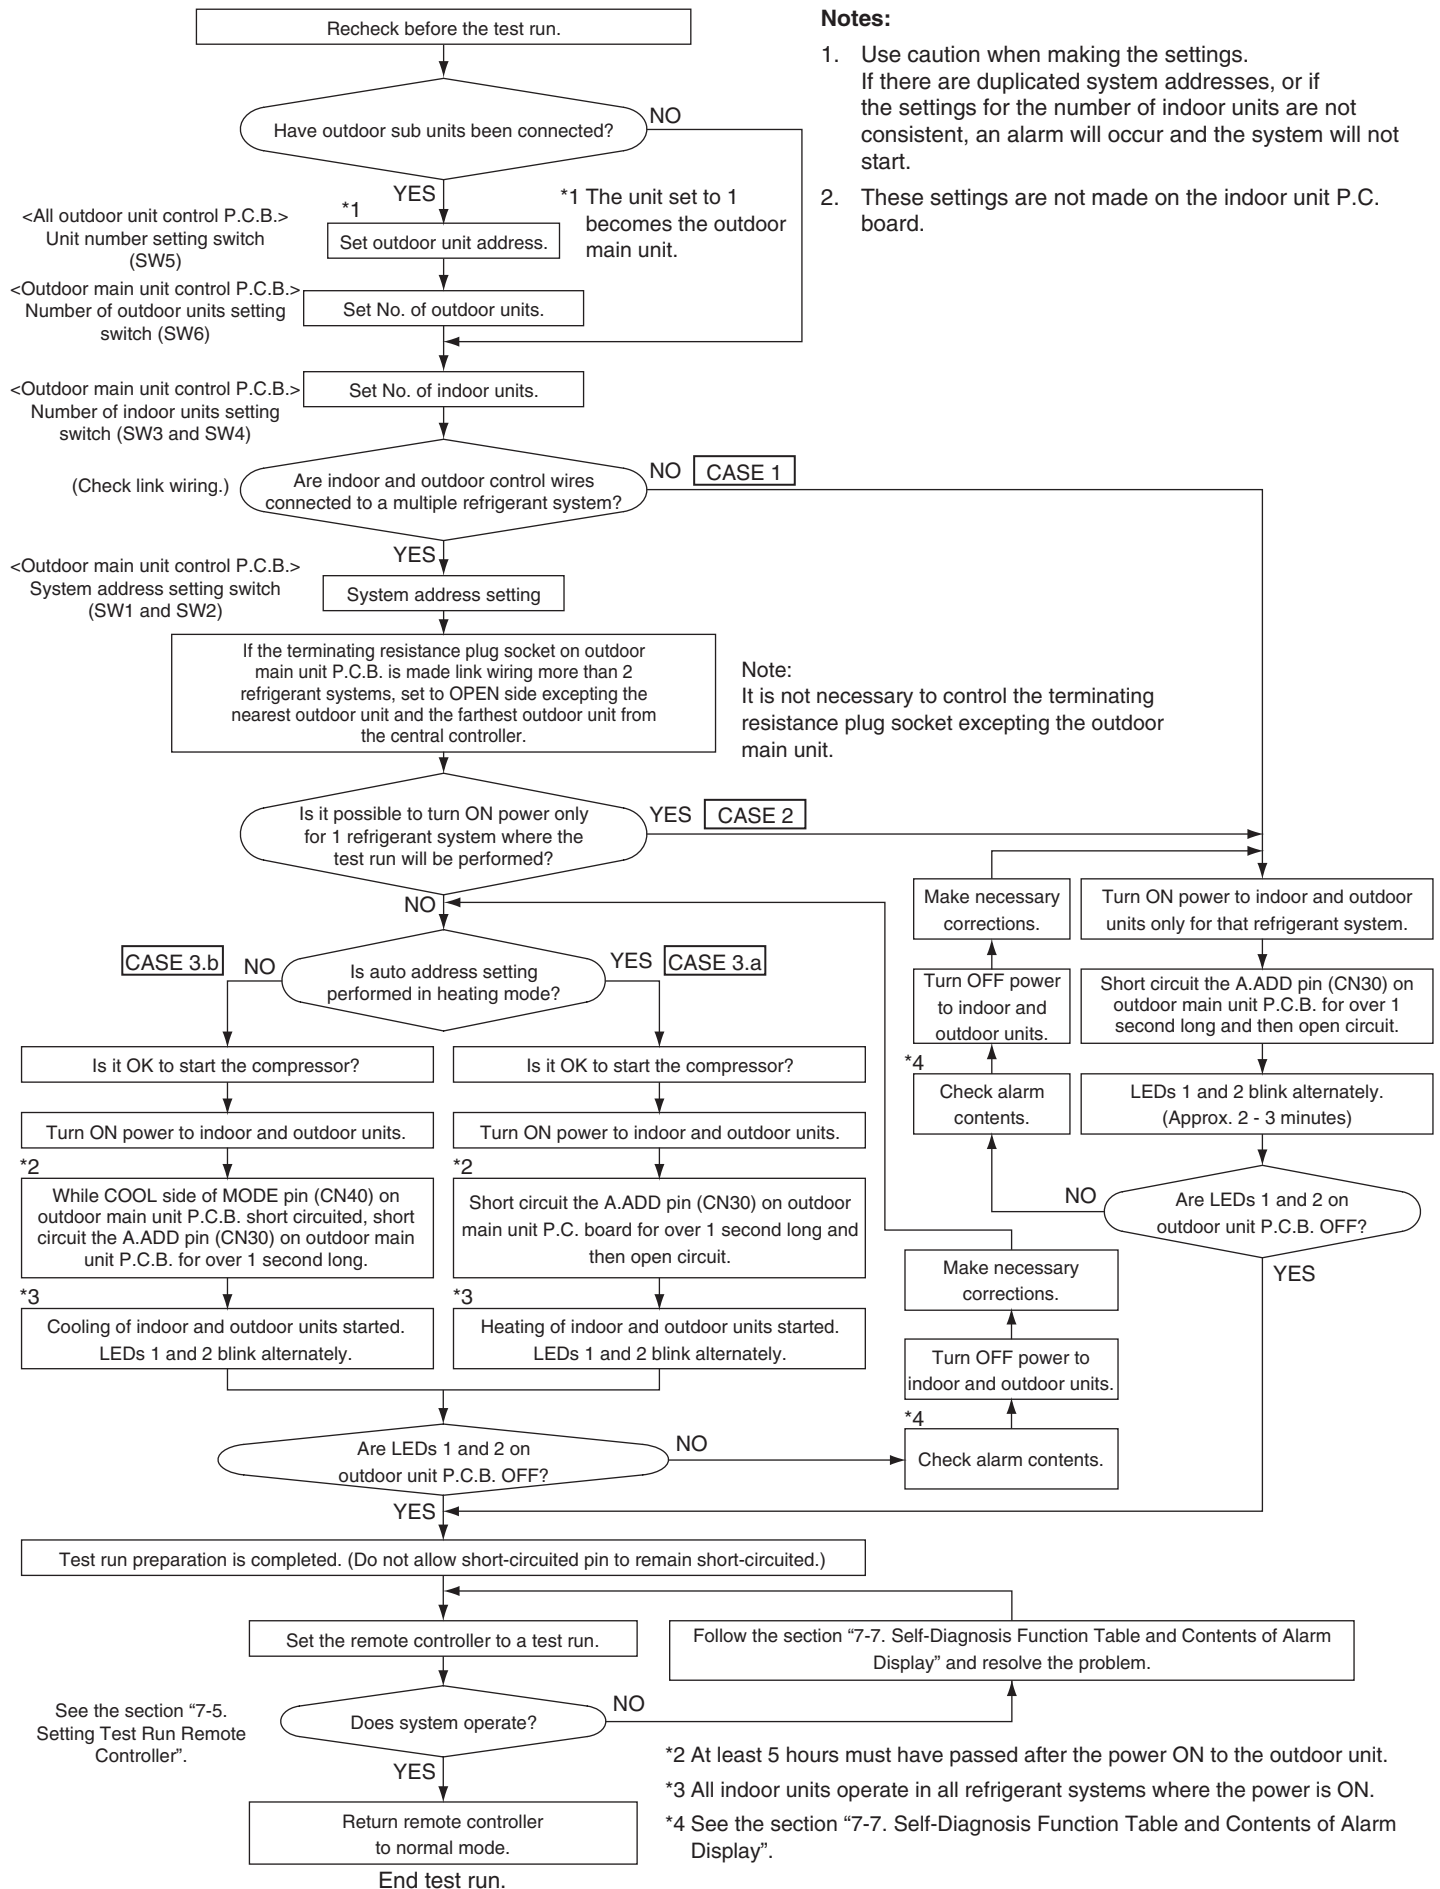 Recheck before the test run.
Notes:
1. Use caution when making the settings.
If there are duplicated system addresses, or if
the settings for the number of indoor units are not
consistent, an alarm will occur and the system will not
start.
2. These settings are not made on the indoor unit P.C.
board.
Have outdoor sub units been connected?
NO
YES
*1
*1 The unit set to 1
becomes the outdoor
main unit.
<All outdoor unit control P.C.B.>
Unit number setting switch
(SW5)
Set outdoor unit address.
<Outdoor main unit control P.C.B.>
Number of outdoor units setting
switch (SW6)
Set No. of outdoor units.
<Outdoor main unit control P.C.B.>
Number of indoor units setting
switch (SW3 and SW4)
Set No. of indoor units.
(Check link wiring.)
Are indoor and outdoor control wires
connected to a multiple refrigerant system?
NO
CASE 1
YES
<Outdoor main unit control P.C.B.>
System address setting switch
(SW1 and SW2)
System address setting
If the terminating resistance plug socket on outdoor
main unit P.C.B. is made link wiring more than 2
refrigerant systems, set to OPEN side excepting the
nearest outdoor unit and the farthest outdoor unit from
the central controller.
Note:
It is not necessary to control the terminating
resistance plug socket excepting the outdoor
main unit.
Is it possible to turn ON power only
for 1 refrigerant system where the
test run will be performed?
YES
CASE 2
NO
Make necessary
corrections.
Turn ON power to indoor and outdoor
units only for that refrigerant system.
CASE 3.b
NO
Is auto address setting
performed in heating mode?
YES
CASE 3.a
Turn OFF power
to indoor and
outdoor units.
Short circuit the A.ADD pin (CN30) on
outdoor main unit P.C.B. for over 1
second long and then open circuit.
Is it OK to start the compressor?
Is it OK to start the compressor?
*4
Check alarm
contents.
LEDs 1 and 2 blink alternately.
(Approx. 2 - 3 minutes)
Turn ON power to indoor and outdoor units.
Turn ON power to indoor and outdoor units.
*2
While COOL side of MODE pin (CN40) on
outdoor main unit P.C.B. short circuited, short
circuit the A.ADD pin (CN30) on outdoor main
unit P.C.B. for over 1 second long.
*2
Short circuit the A.ADD pin (CN30) on outdoor
main unit P.C. board for over 1 second long and
then open circuit.
NO
Are LEDs 1 and 2 on
outdoor unit P.C.B. OFF?
YES
Make necessary
corrections.
*3
Cooling of indoor and outdoor units started.
LEDs 1 and 2 blink alternately.
*3
Heating of indoor and outdoor units started.
LEDs 1 and 2 blink alternately.
Turn OFF power to
indoor and outdoor units.
*4
Check alarm contents.
Are LEDs 1 and 2 on
outdoor unit P.C.B. OFF?
NO
YES
Test run preparation is completed. (Do not allow short-circuited pin to remain short-circuited.)
Set the remote controller to a test run.
Follow the section “7-7. Self-Diagnosis Function Table and Contents of Alarm
Display” and resolve the problem.
See the section “7-5.
Setting Test Run Remote
Controller”.
Does system operate?
NO
YES
*2 At least 5 hours must have passed after the power ON to the outdoor unit.
*3 All indoor units operate in all refrigerant systems where the power is ON.
*4 See the section “7-7. Self-Diagnosis Function Table and Contents of Alarm
Display”.
Return remote controller
to normal mode.
End test run.